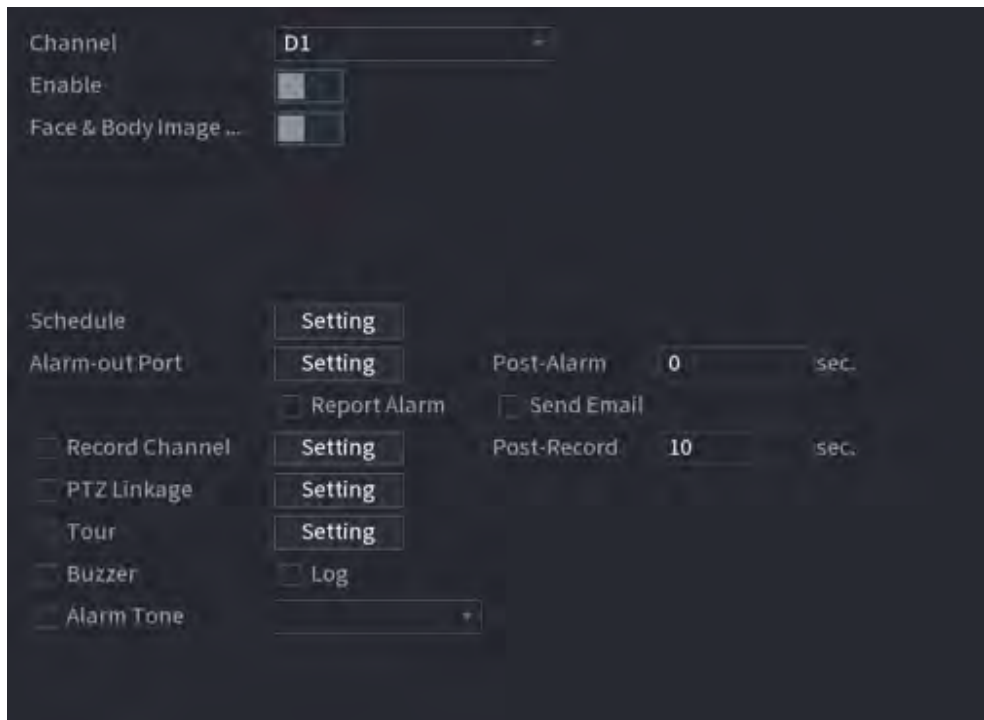 Channel D1
Enable
Face & Body Image ...
Schedule Setting
Alarm-out Port Setting Post-Alarm 0 sec.
Report Alarm Send Email
Record Channel Setting Post-Record 10 sec.
PTZ Linkage Setting
Tour Setting
Buzzer Log
Alarm Tone